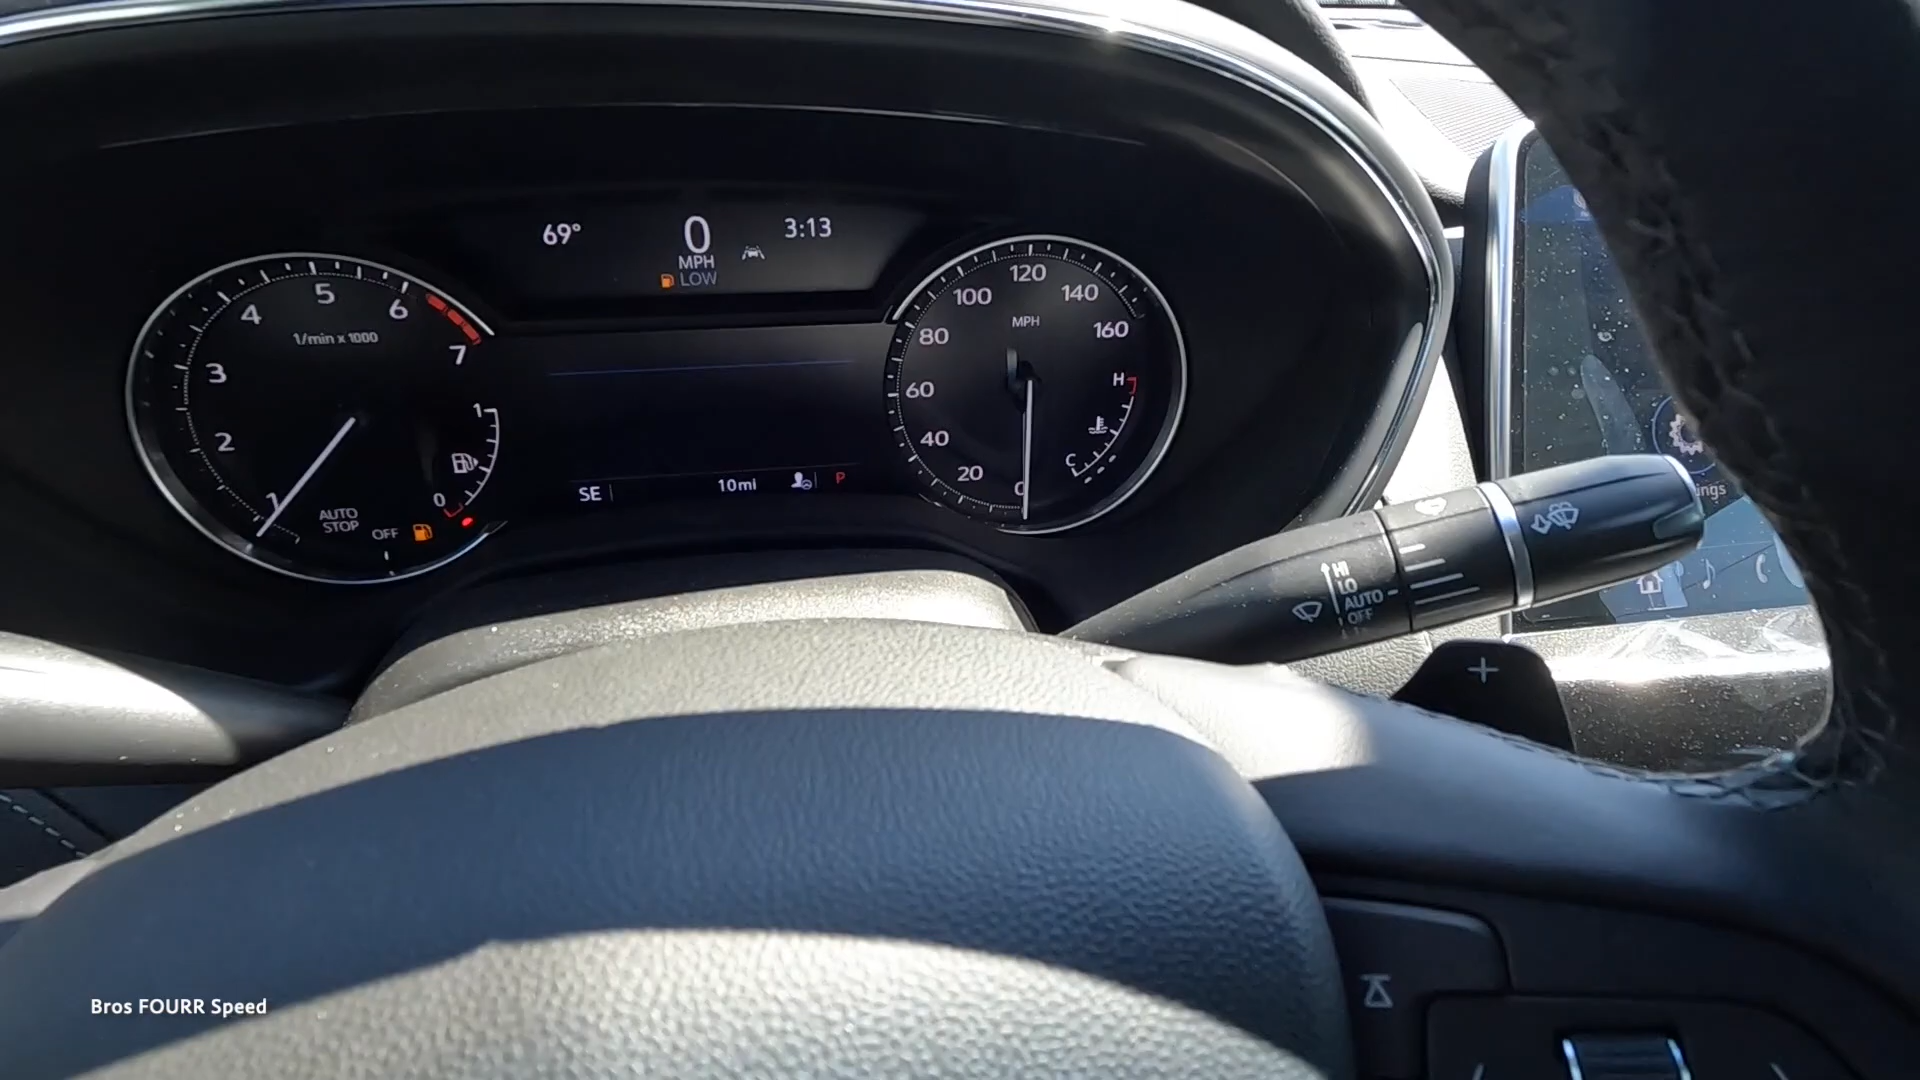 69°
0
MPH
LOW
3:13
1/min x 1000
1
2
3
4
5
6
7
1
0
AUTO
STOP
OFF
SE
10mi
P
MPH
0
20
40
60
80
100
120
140
160
H
C
HI
LO
AUTO
OFF
ings
+
Bros FOURR Speed